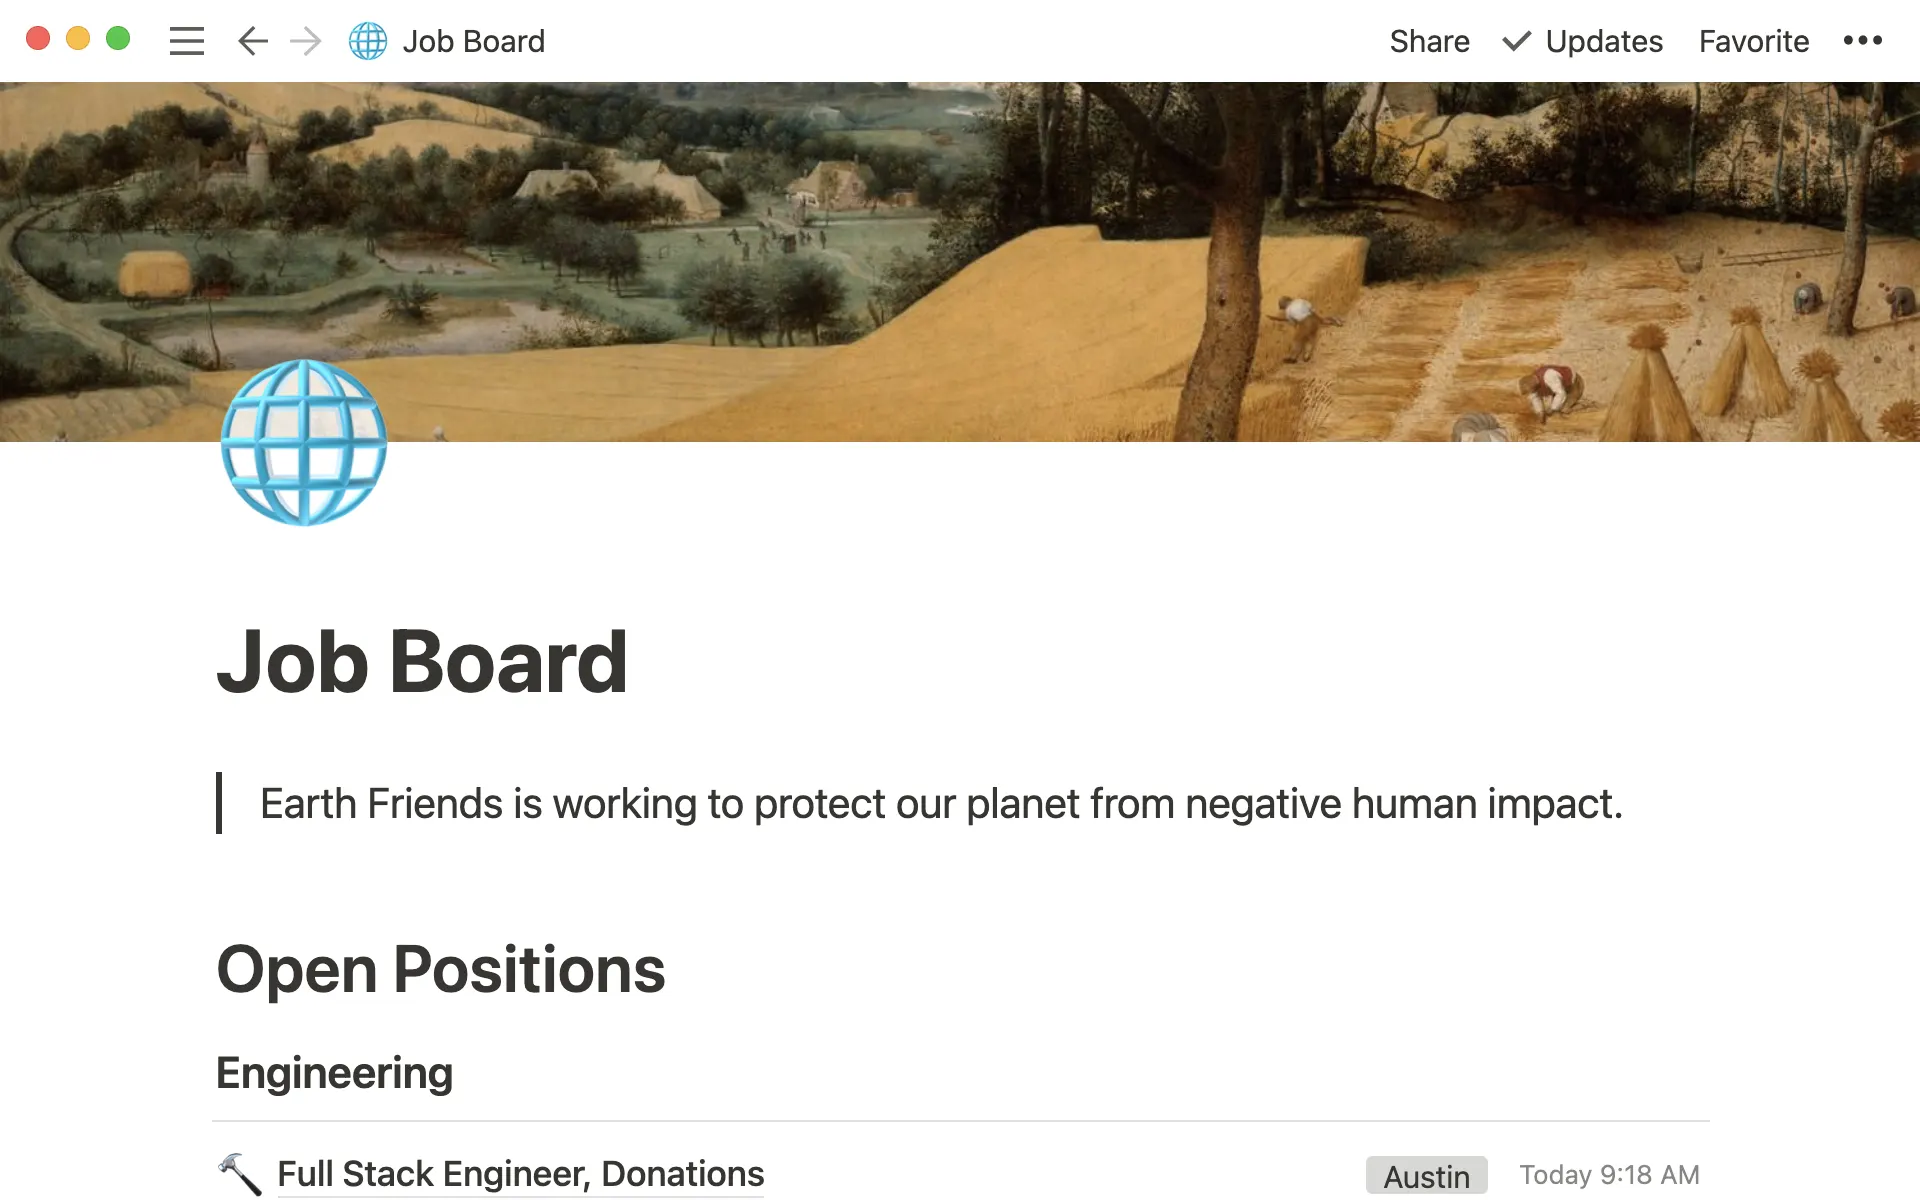 Job Board
Share
Updates
Favorite
Job Board
Earth Friends is working to protect our planet from negative human impact.
Open Positions
Engineering
Full Stack Engineer, Donations
Austin
Today 9:18 AM